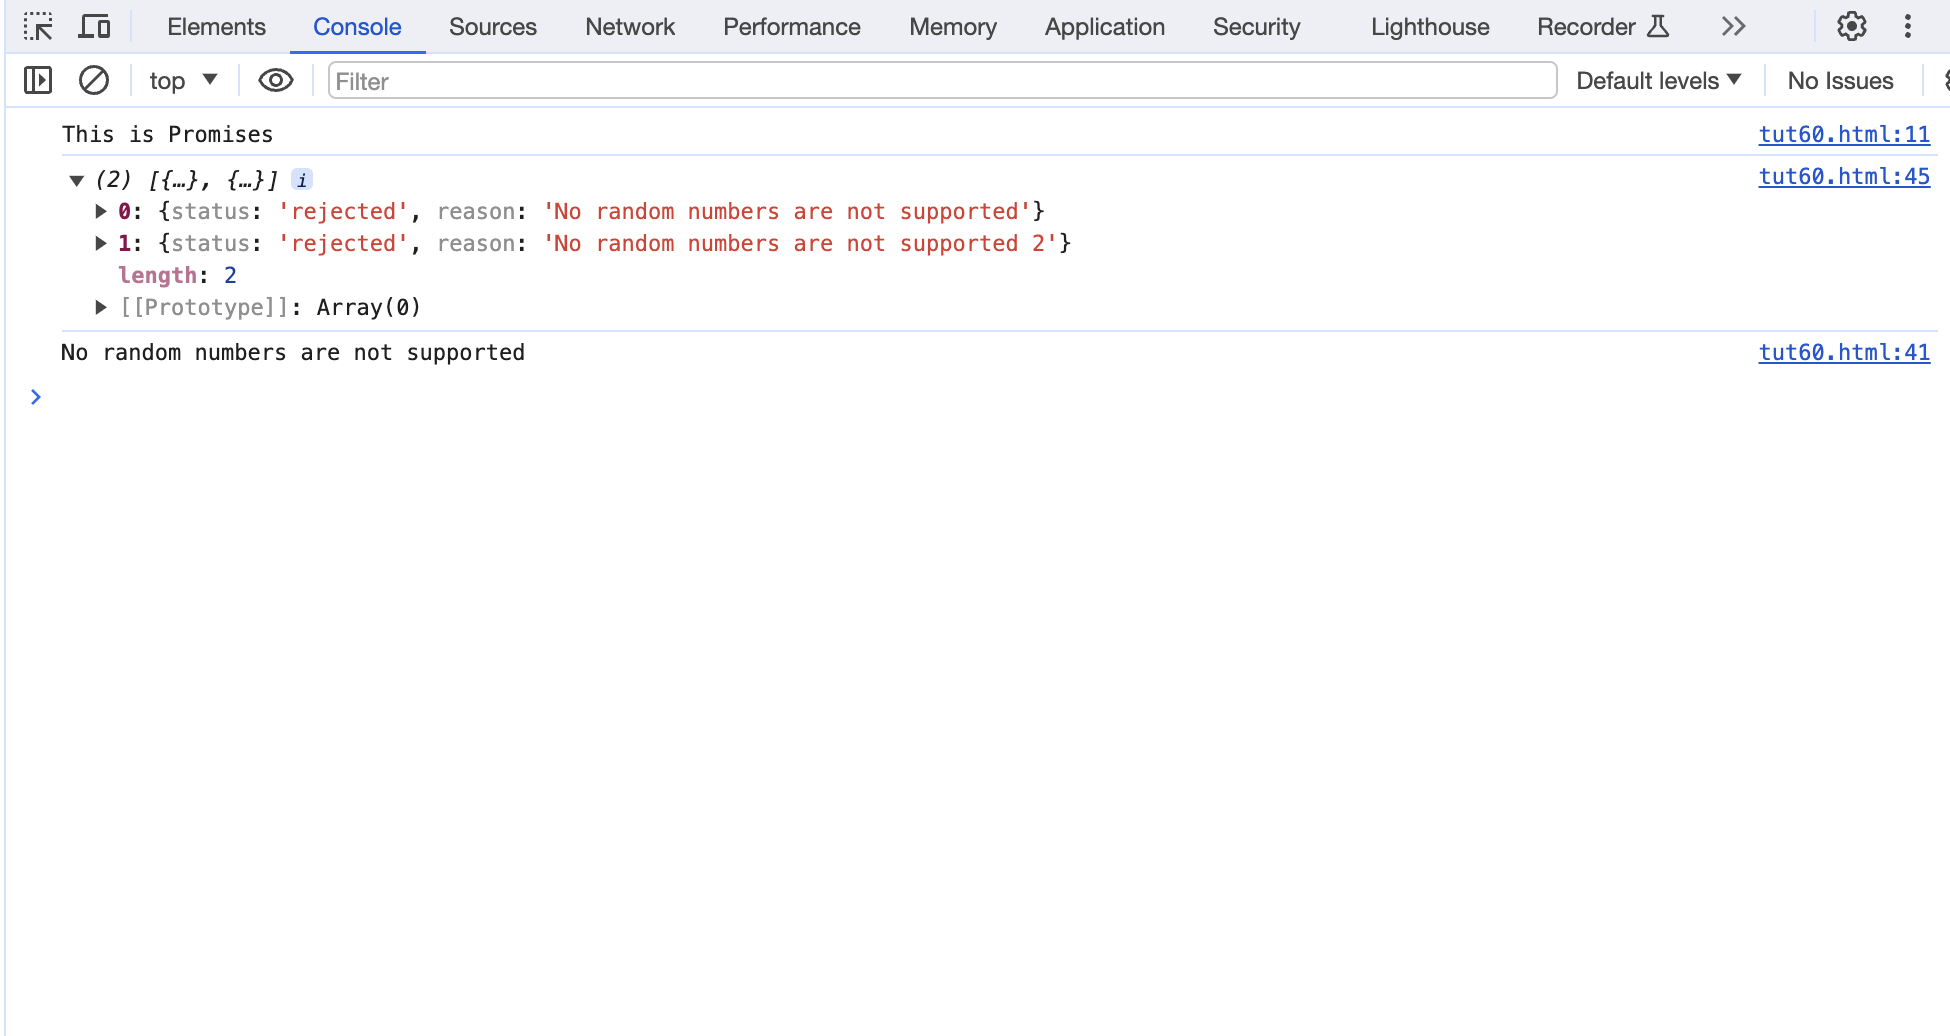 Elements Console Sources Network Performance Memory Application Security Lighthouse Recorder
top Filter Default levels No Issues
This is Promises tut60.html:11
(2) [{…}, {…}] i tut60.html:45
0: {status: 'rejected', reason: 'No random numbers are not supported'}
1: {status: 'rejected', reason: 'No random numbers are not supported 2'}
length: 2
[[Prototype]]: Array(0)
No random numbers are not supported tut60.html:41